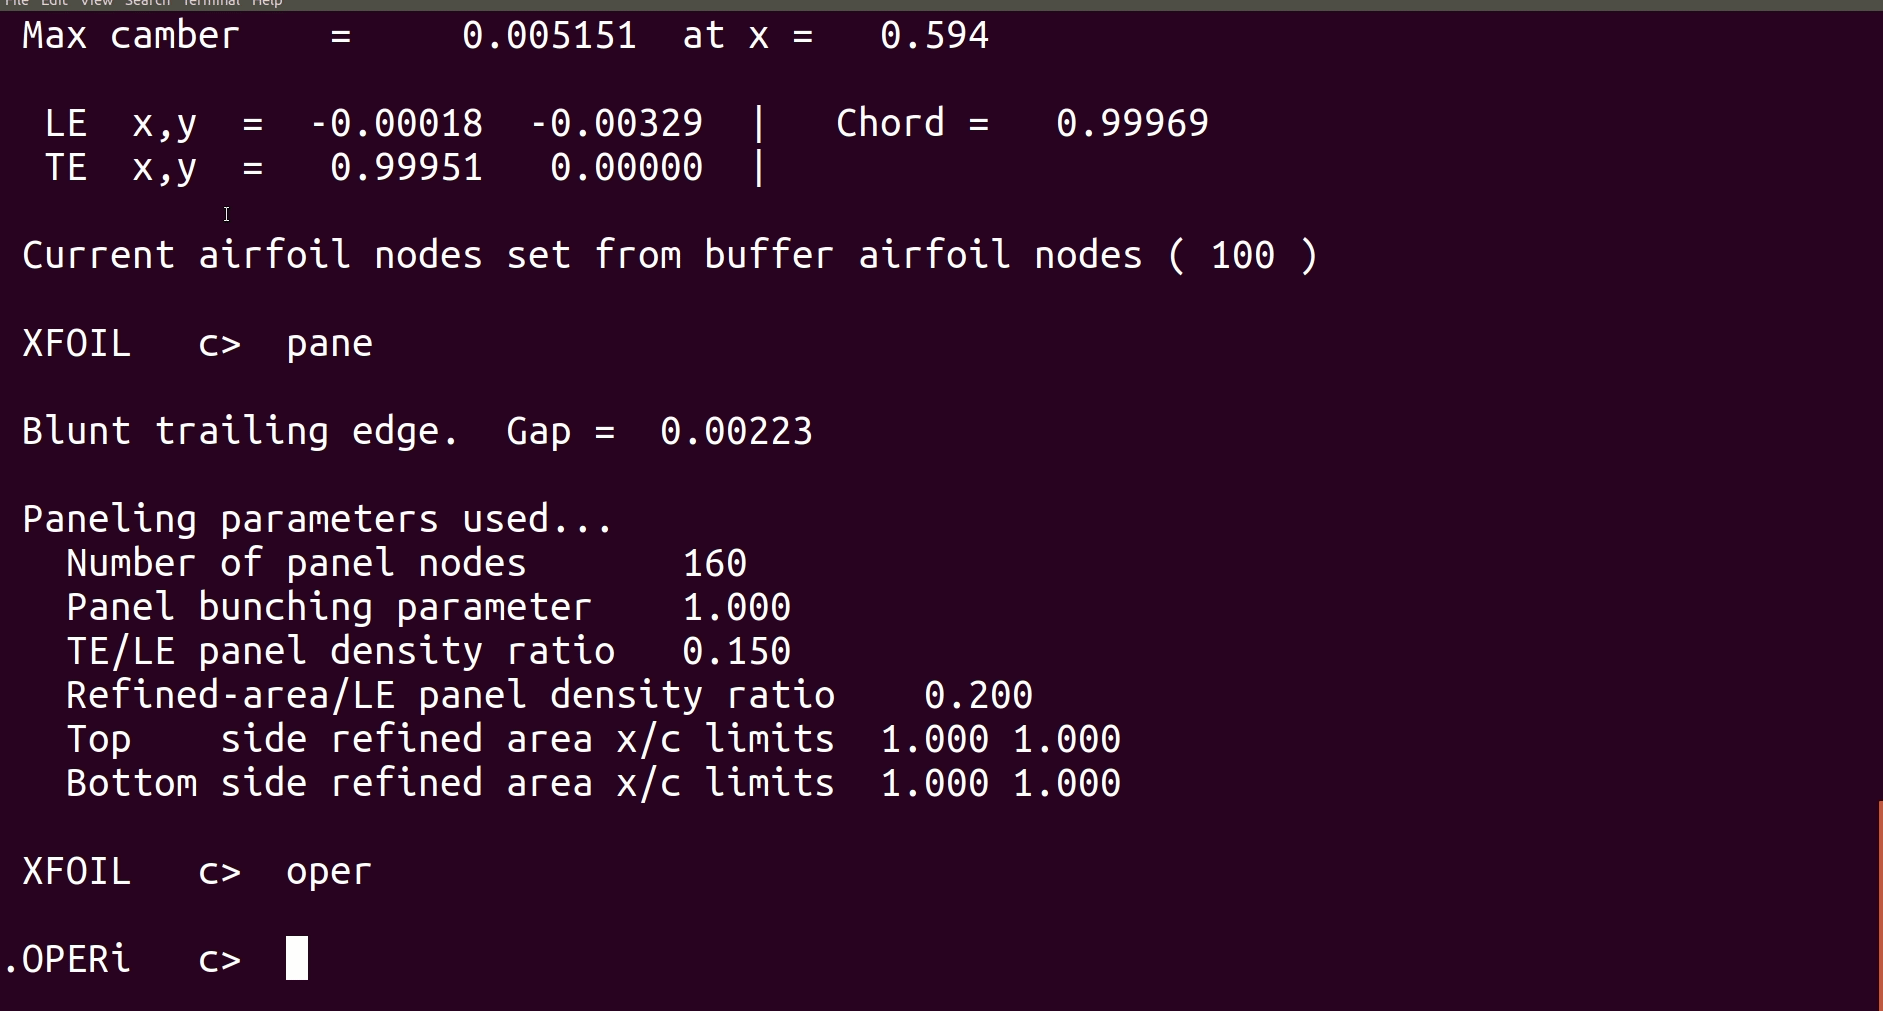 File Edit View Search Terminal Help
Max camber = 0.005151 at x = 0.594
LE x,y = -0.00018 -0.00329 | Chord = 0.99969
TE x,y = 0.99951 0.00000 |
Current airfoil nodes set from buffer airfoil nodes ( 100 )
XFOIL c> pane
Blunt trailing edge. Gap = 0.00223
Paneling parameters used...
Number of panel nodes 160
Panel bunching parameter 1.000
TE/LE panel density ratio 0.150
Refined-area/LE panel density ratio 0.200
Top side refined area x/c limits 1.000 1.000
Bottom side refined area x/c limits 1.000 1.000
XFOIL c> oper
.OPERi c>